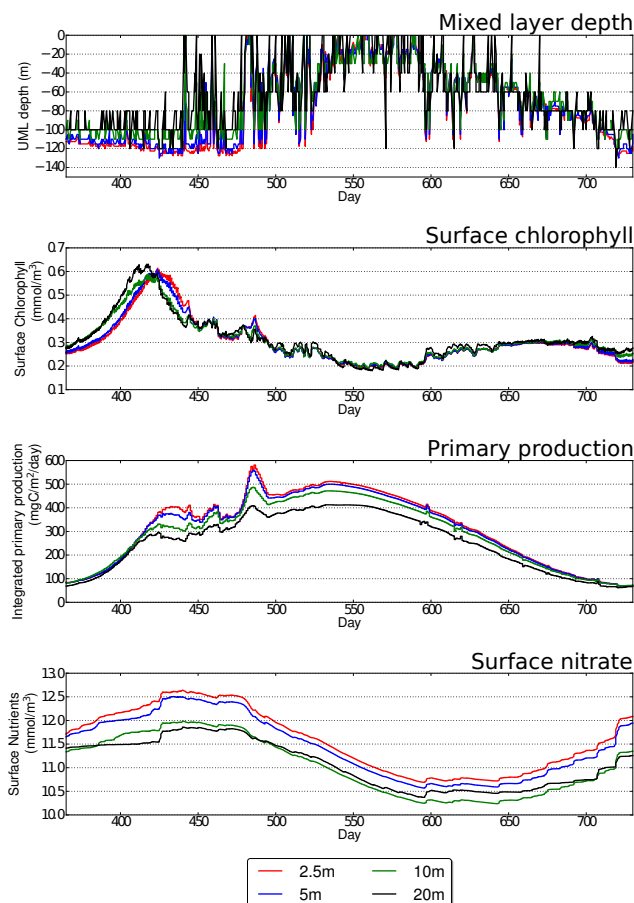 Mixed layer depth
UML depth (m)
0
−20
−40
−60
−80
−100
−120
−140
400 450 500 550 600 650 700
Day
Surface chlorophyll
Surface Chlorophyll
(mmol/m³)
0.7
0.6
0.5
0.4
0.3
0.2
0.1
400 450 500 550 600 650 700
Day
Primary production
Integrated primary production
(mgC/m²/day)
600
500
400
300
200
100
0
400 450 500 550 600 650 700
Day
Surface nitrate
Surface Nutrients
(mmol/m³)
13.0
12.5
12.0
11.5
11.0
10.5
10.0
400 450 500 550 600 650 700
Day
2.5m 10m
5m 20m